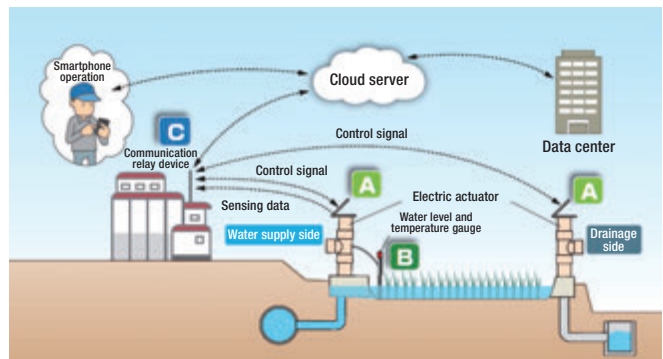 Smartphone
operation
Cloud server
Data center
C
Communication
relay device
Control signal
Control signal
Sensing data
A
A
Electric actuator
Water level and
temperature gauge
Water supply side
B
Drainage
side